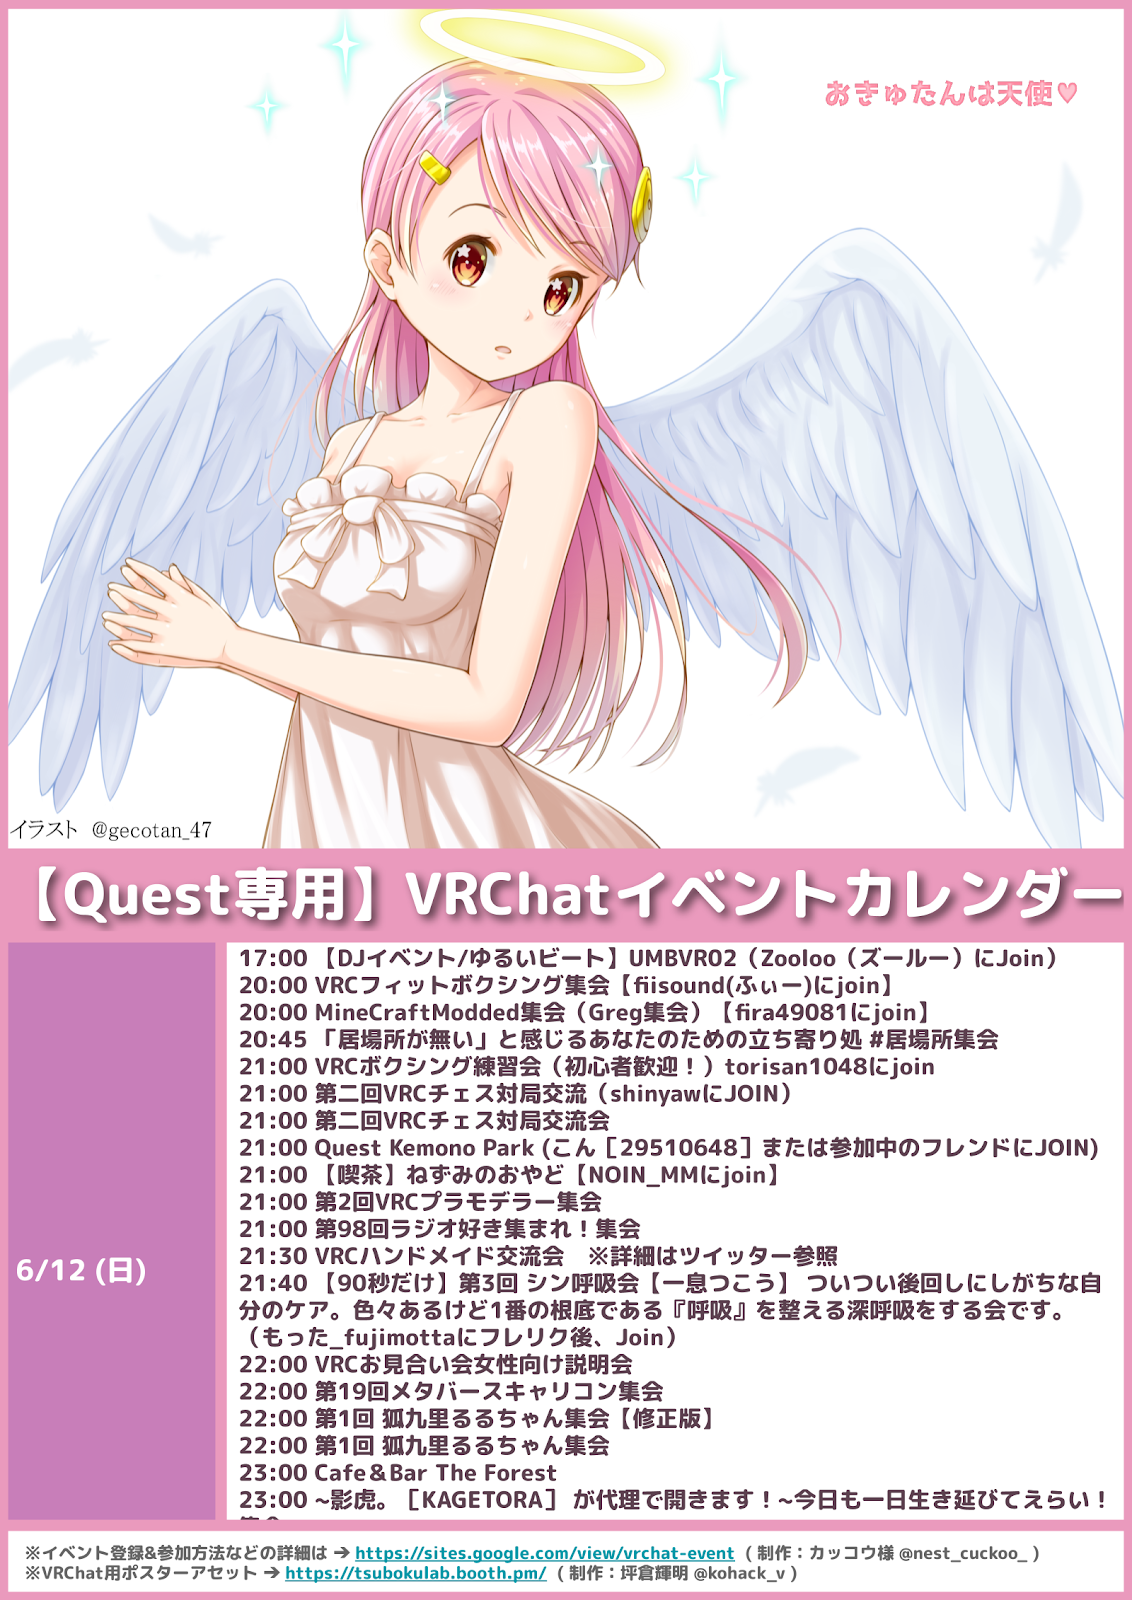 おきゅたんは天使♥
イラスト @gecotan_47
【Quest専用】VRChatイベントカレンダー
6/12 (日)
17:00 【DJイベント/ゆるいビート】UMBVR02（Zooloo（ズールー）にJoin）
20:00 VRCフィットボクシング集会【fiisound(ふぃー)にjoin】
20:00 MineCraftModded集会（Greg集会）【fira49081にjoin】
20:45 「居場所が無い」と感じるあなたのための立ち寄り処 #居場所集会
21:00 VRCボクシング練習会（初心者歓迎！）torisan1048にjoin
21:00 第二回VRCチェス対局交流（shinyawにJOIN）
21:00 第二回VRCチェス対局交流会
21:00 Quest Kemono Park (こん［29510648］または参加中のフレンドにJOIN)
21:00 【喫茶】ねずみのおやど【NOIN_MMにjoin】
21:00 第2回VRCプラモデラー集会
21:00 第98回ラジオ好き集まれ！集会
21:30 VRCハンドメイド交流会　※詳細はツイッター参照
21:40 【90秒だけ】第3回 シン呼吸会【一息つこう】 ついつい後回しにしがちな自
分のケア。色々あるけど1番の根底である『呼吸』を整える深呼吸をする会です。
（もった_fujimottaにフレリク後、Join）
22:00 VRCお見合い会女性向け説明会
22:00 第19回メタバースキャリコン集会
22:00 第1回 狐九里るるちゃん集会【修正版】
22:00 第1回 狐九里るるちゃん集会
23:00 Cafe＆Bar The Forest
23:00 ~影虎。［KAGETORA］ が代理で開きます！~今日も一日生き延びてえらい！
※イベント登録&参加方法などの詳細は ➔ https://sites.google.com/view/vrchat-event （ 制作：カッコウ様 @nest_cuckoo_ ）
※VRChat用ポスターアセット ➔ https://tsubokulab.booth.pm/ （ 制作：坪倉輝明 @kohack_v ）